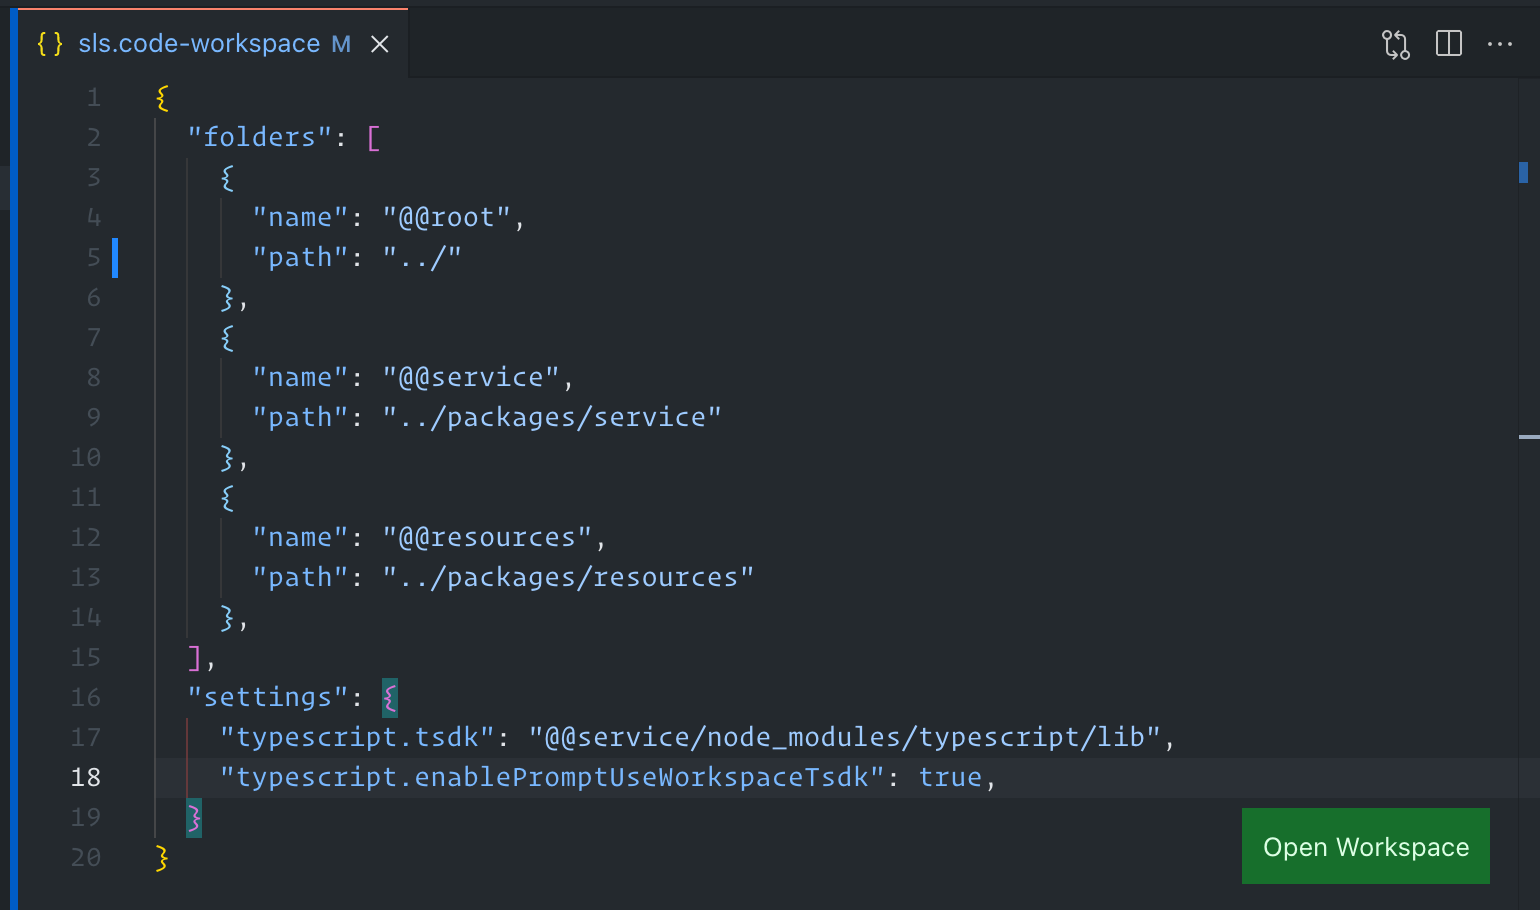 { } sls.code-workspace M
1 {
2 "folders": [
3 {
4 "name": "@@root",
5 "path": "../"
6 },
7 {
8 "name": "@@service",
9 "path": "../packages/service"
10 },
11 {
12 "name": "@@resources",
13 "path": "../packages/resources"
14 },
15 ],
16 "settings": {
17 "typescript.tsdk": "@@service/node_modules/typescript/lib",
18 "typescript.enablePromptUseWorkspaceTsdk": true,
19 }
20 }
Open Workspace